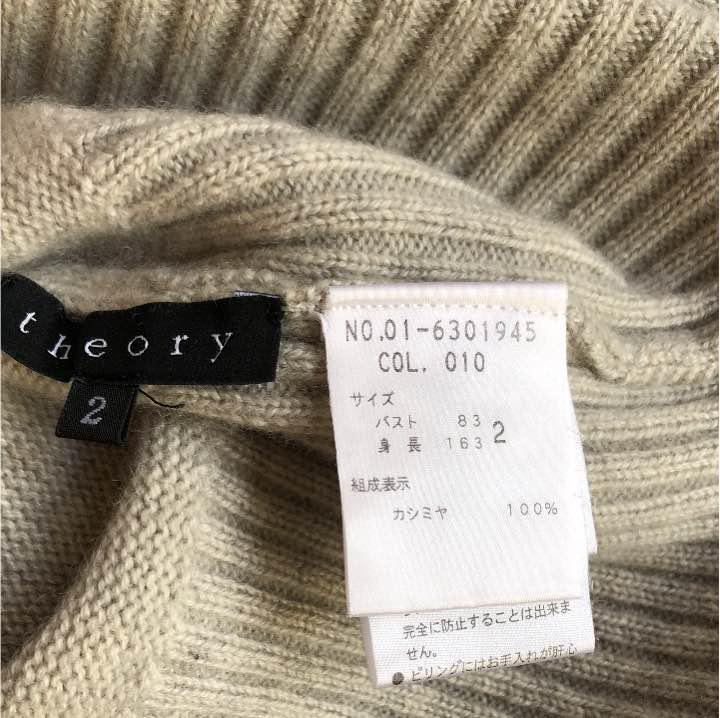 theory
2
NO.01-6301945
COL. 010
サイズ
バスト 83
身長 163 2
組成表示
カシミヤ 100%
完全に防止することは出来ま
せん。
● ピリングにはお手入れが肝心